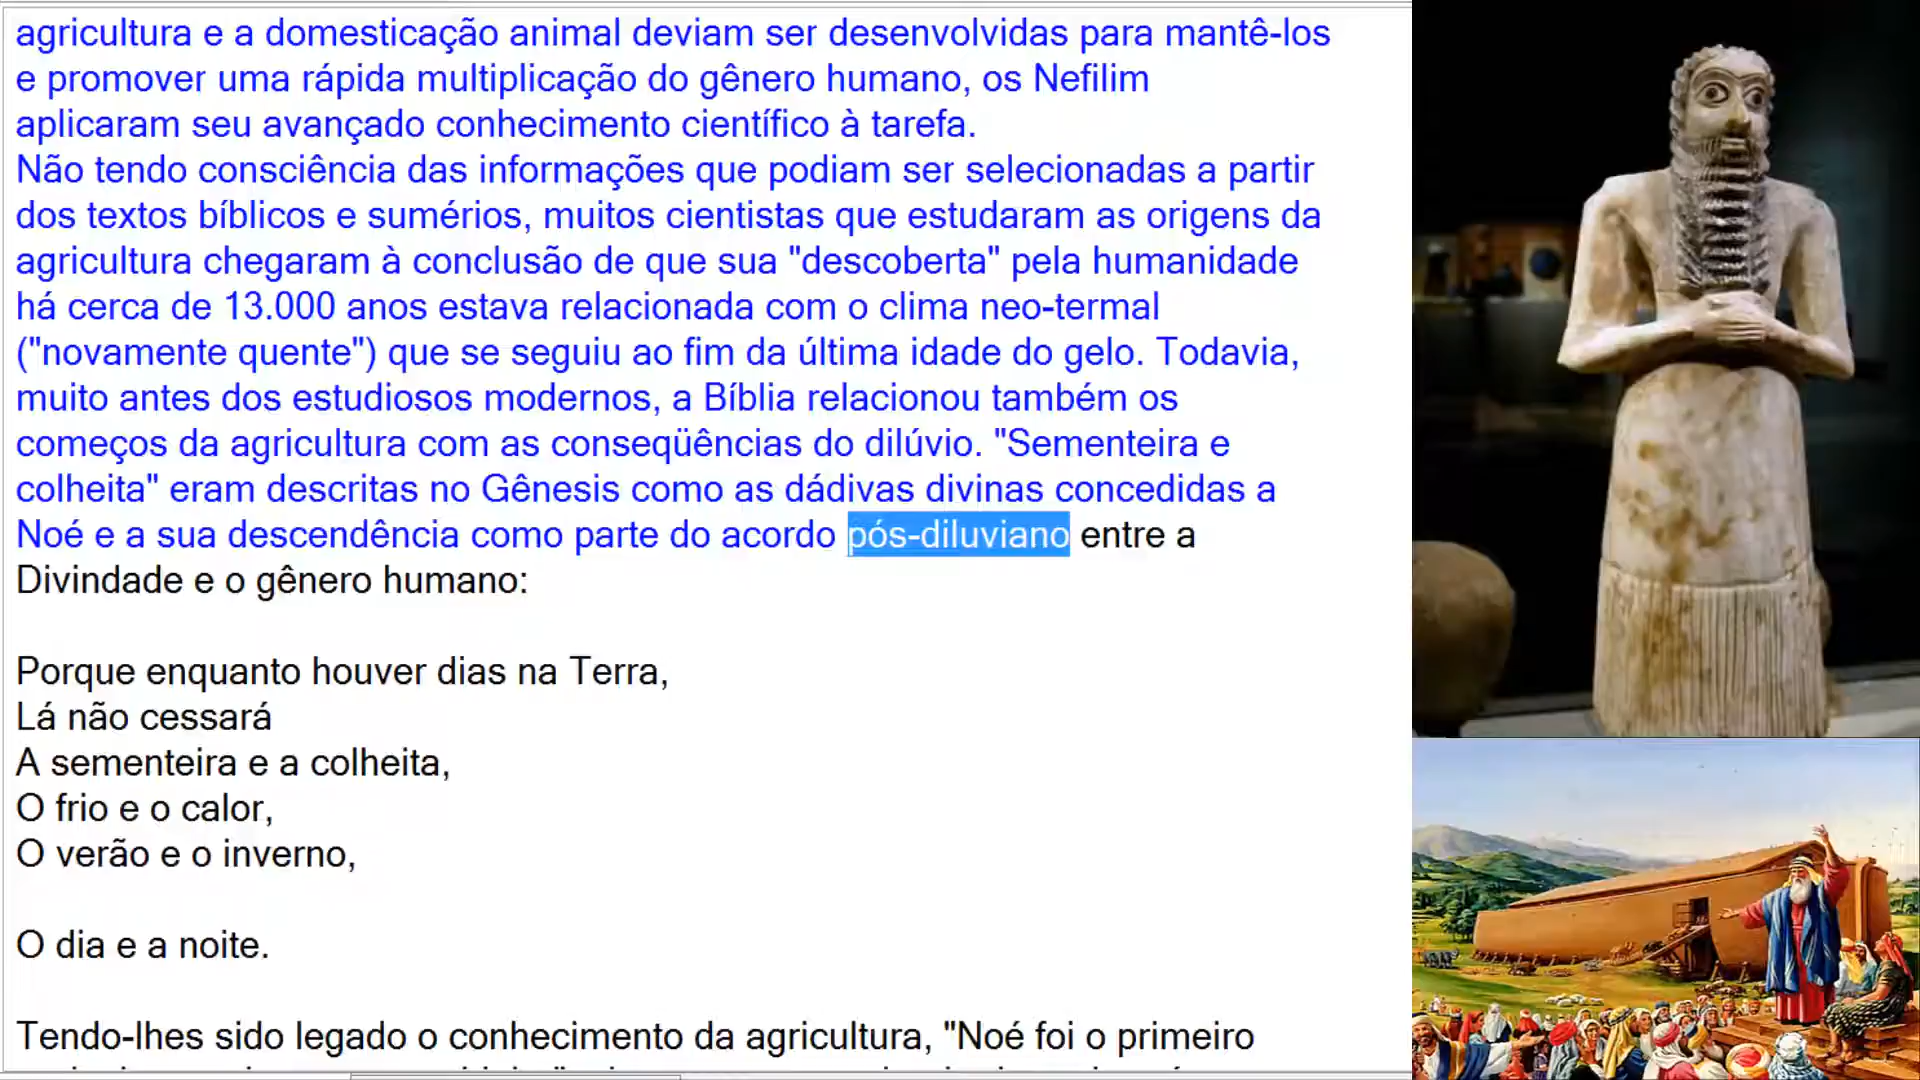 agricultura e a domesticação animal deviam ser desenvolvidas para mantê-los
e promover uma rápida multiplicação do gênero humano, os Nefilim
aplicaram seu avançado conhecimento científico à tarefa.
Não tendo consciência das informações que podiam ser selecionadas a partir
dos textos bíblicos e sumérios, muitos cientistas que estudaram as origens da
agricultura chegaram à conclusão de que sua "descoberta" pela humanidade
há cerca de 13.000 anos estava relacionada com o clima neo-termal
("novamente quente") que se seguiu ao fim da última idade do gelo. Todavia,
muito antes dos estudiosos modernos, a Bíblia relacionou também os
começos da agricultura com as conseqüências do dilúvio. "Sementeira e
colheita" eram descritas no Gênesis como as dádivas divinas concedidas a
Noé e a sua descendência como parte do acordo pós-diluviano entre a
Divindade e o gênero humano:
Porque enquanto houver dias na Terra,
Lá não cessará
A sementeira e a colheita,
O frio e o calor,
O verão e o inverno,
O dia e a noite.
Tendo-lhes sido legado o conhecimento da agricultura, "Noé foi o primeiro